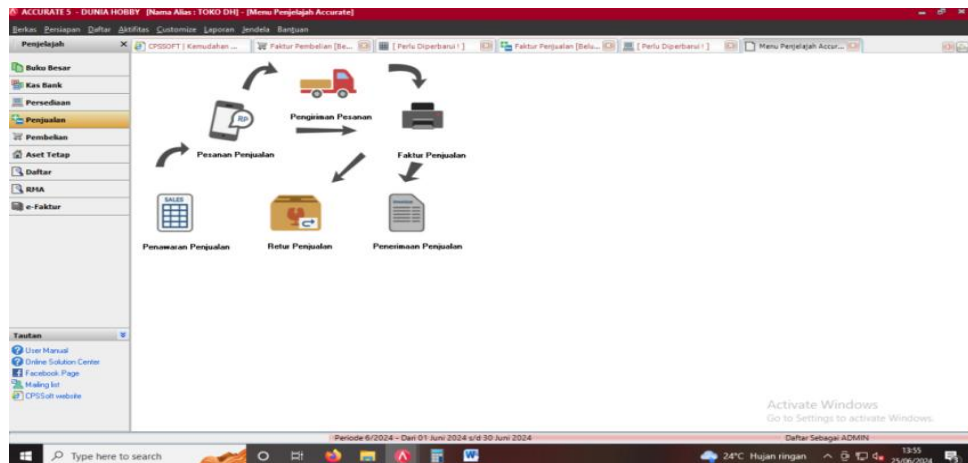 ACCURATE 5 - DUNIA HOBBY [Nama Alias : TOKO DH] - [Menu Penjelajah Accurate]
Berkas Persiapan Daftar Aktifitas Customize Laporan Jendela Bantuan
Penjelajah
CPSSOFT | Kemudahan ...
Faktur Pembelian [Be...
[ Perlu Diperbarui ! ]
Faktur Penjualan [Belu...
[ Perlu Diperbarui ! ]
Menu Penjelajah Accur...
Buku Besar
Kas Bank
Persediaan
Penjualan
Pembelian
Aset Tetap
Daftar
RMA
e-Faktur
RP
Pengiriman Pesanan
Pesanan Penjualan
Faktur Penjualan
SALES
Penawaran Penjualan
Retur Penjualan
Penerimaan Penjualan
Tautan
User Manual
Online Solution Center
Facebook Page
Mailing list
CPSSoft website
Activate Windows
Go to Settings to activate Windows.
Periode 6/2024 - Dari 01 Juni 2024 s/d 30 Juni 2024
Daftar Sebagai ADMIN
Type here to search
24°C Hujan ringan
13:55
25/06/2024